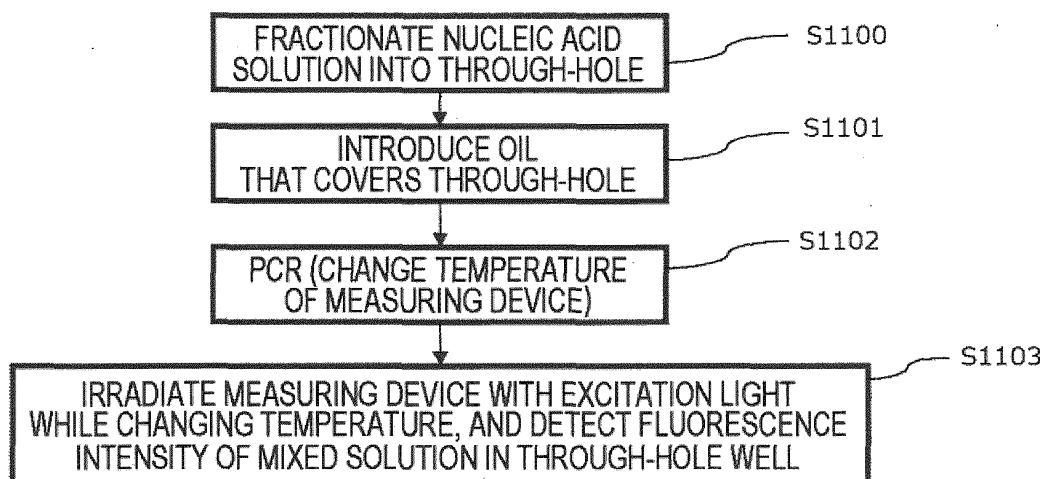 FRACTIONATE NUCLEIC ACID
SOLUTION INTO THROUGH-HOLE
S1100
INTRODUCE OIL
THAT COVERS THROUGH-HOLE
S1101
PCR (CHANGE TEMPERATURE
OF MEASURING DEVICE)
S1102
IRRADIATE MEASURING DEVICE WITH EXCITATION LIGHT
WHILE CHANGING TEMPERATURE, AND DETECT FLUORESCENCE
INTENSITY OF MIXED SOLUTION IN THROUGH-HOLE WELL
S1103